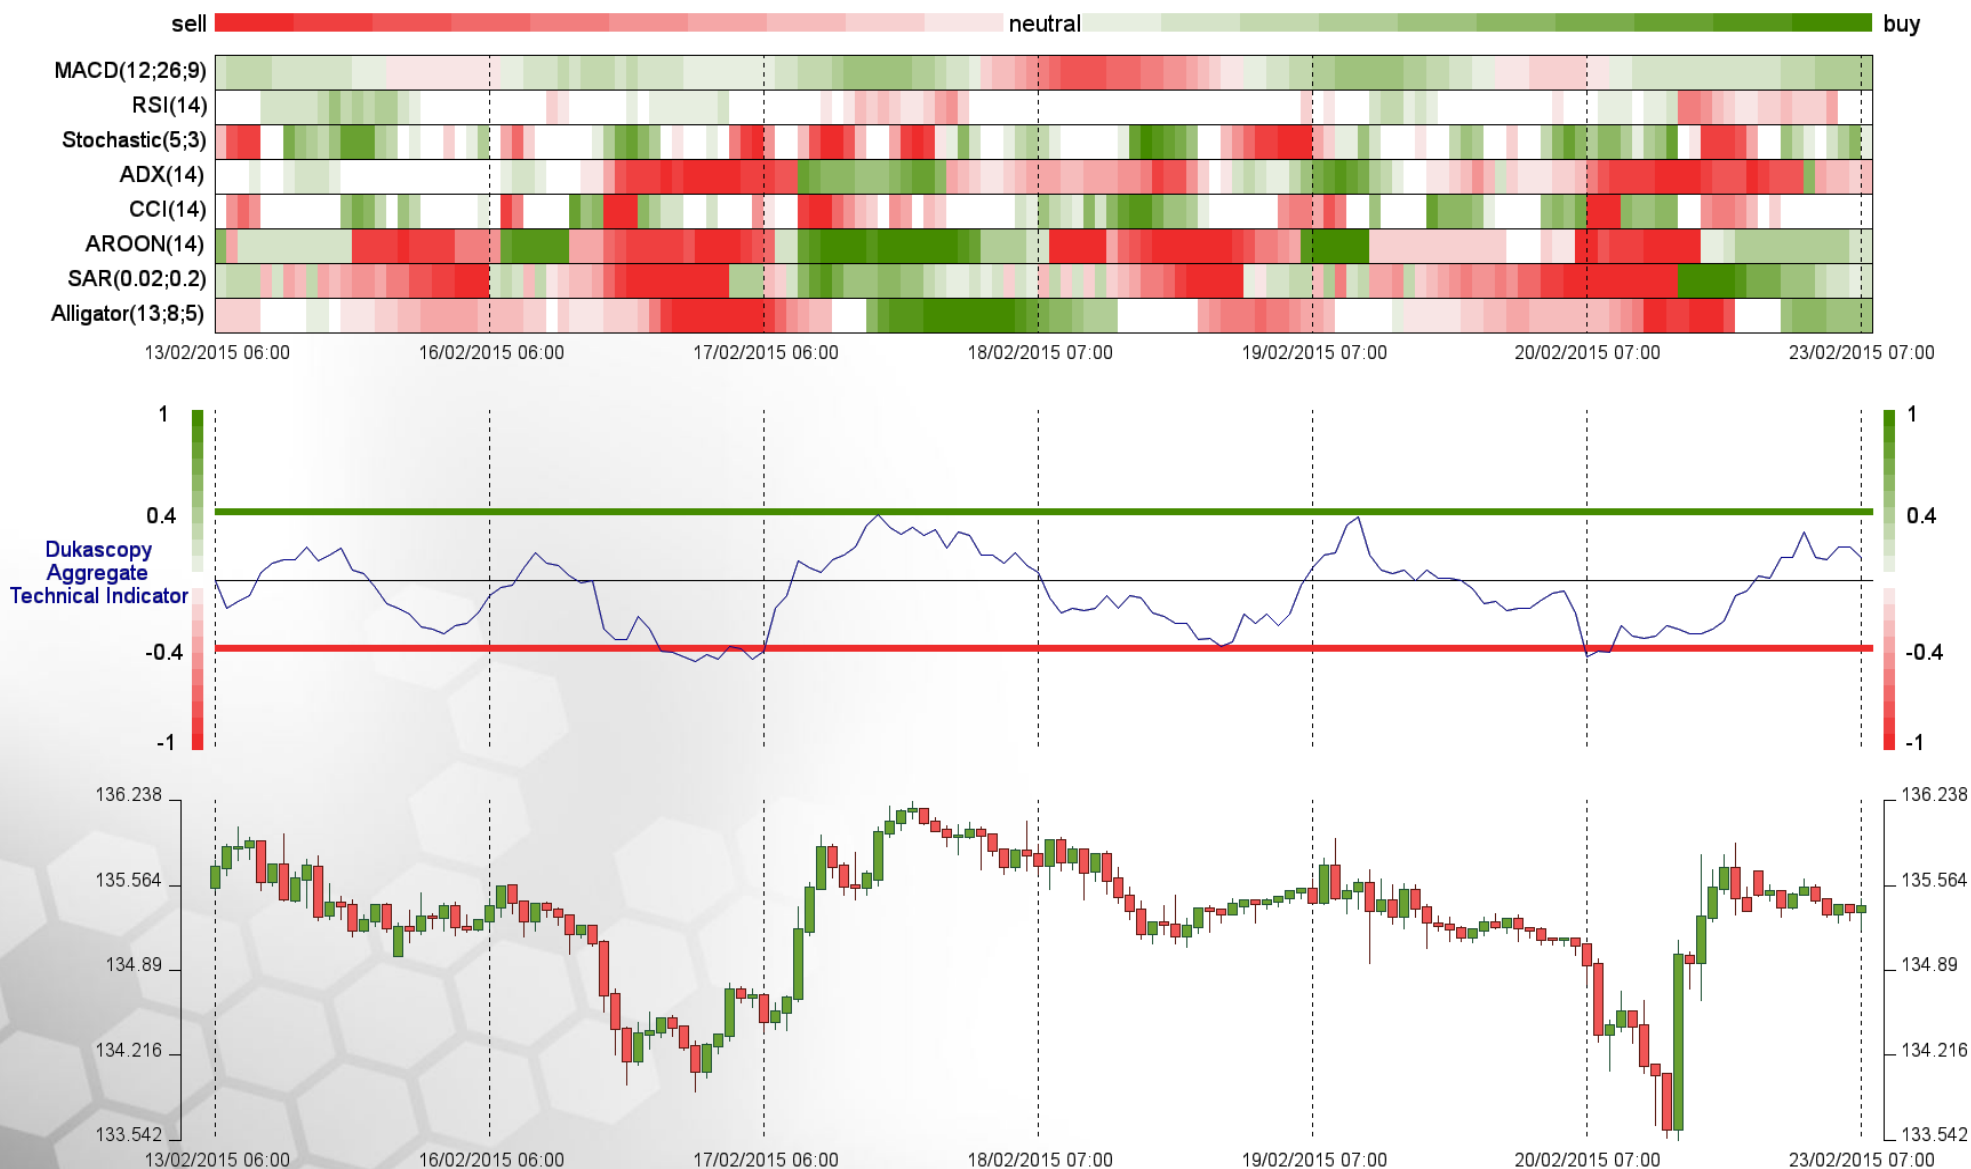 sell neutral buy
MACD(12;26;9)
RSI(14)
Stochastic(5;3)
ADX(14)
CCI(14)
AROON(14)
SAR(0.02;0.2)
Alligator(13;8;5)
13/02/2015 06:00 16/02/2015 06:00 17/02/2015 06:00 18/02/2015 07:00 19/02/2015 07:00 20/02/2015 07:00 23/02/2015 07:00
1 1
0.4 0.4
Dukascopy
Aggregate
Technical Indicator
-0.4 -0.4
-1 -1
136.238 136.238
135.564 135.564
134.89 134.89
134.216 134.216
133.542 133.542
13/02/2015 06:00 16/02/2015 06:00 17/02/2015 06:00 18/02/2015 07:00 19/02/2015 07:00 20/02/2015 07:00 23/02/2015 07:00